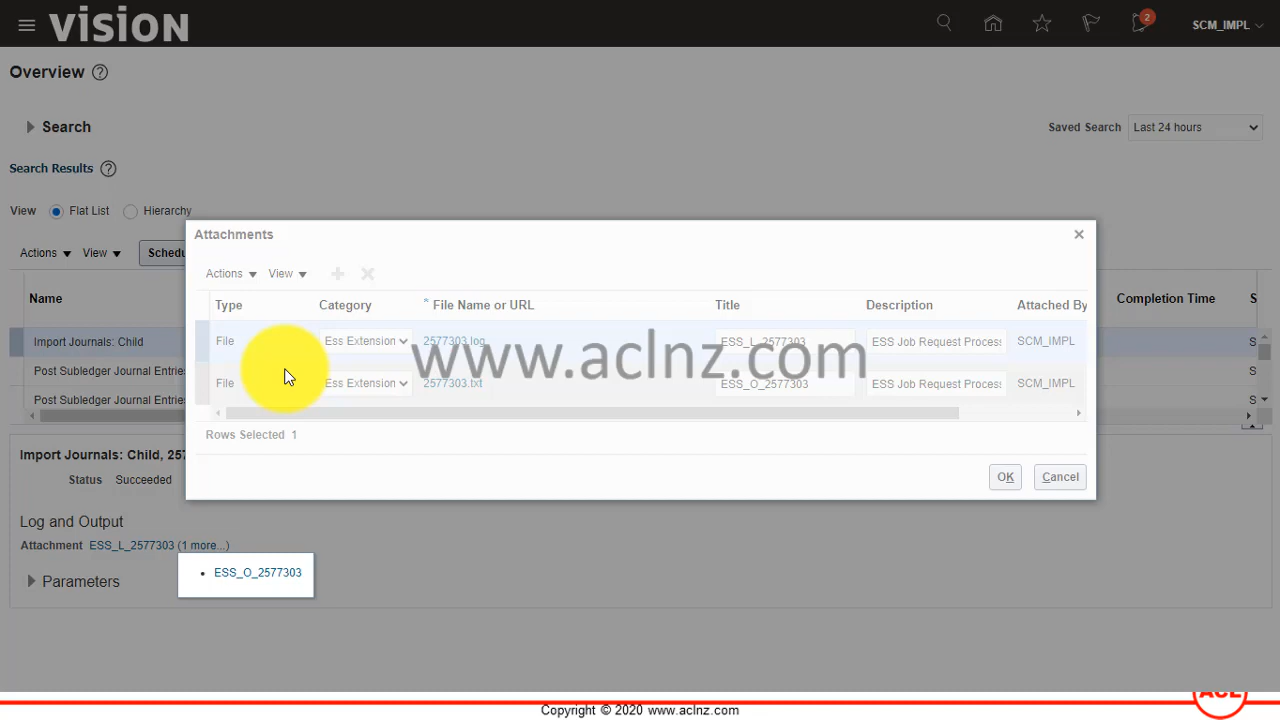 vision
2
SCM_IMPL
Overview
Search
Saved Search Last 24 hours
Search Results
View Flat List Hierarchy
Actions View Schedu
Name Completion Time S
Import Journals: Child S
Post Subledger Journal Entries S
Post Subledger Journal Entries S
Attachments
Actions View
Type Category * File Name or URL Title Description Attached By
File Ess Extension 2577303.log ESS_L_2577303 ESS Job Request Process SCM_IMPL
www.aclnz.com
File Ess Extension 2577303.txt ESS_O_2577303 ESS Job Request Process SCM_IMPL
Rows Selected 1
OK Cancel
Import Journals: Child, 257
Status Succeeded
Log and Output
Attachment ESS_L_2577303 (1 more...)
ESS_O_2577303
Parameters
ACL
Copyright © 2020 www.aclnz.com